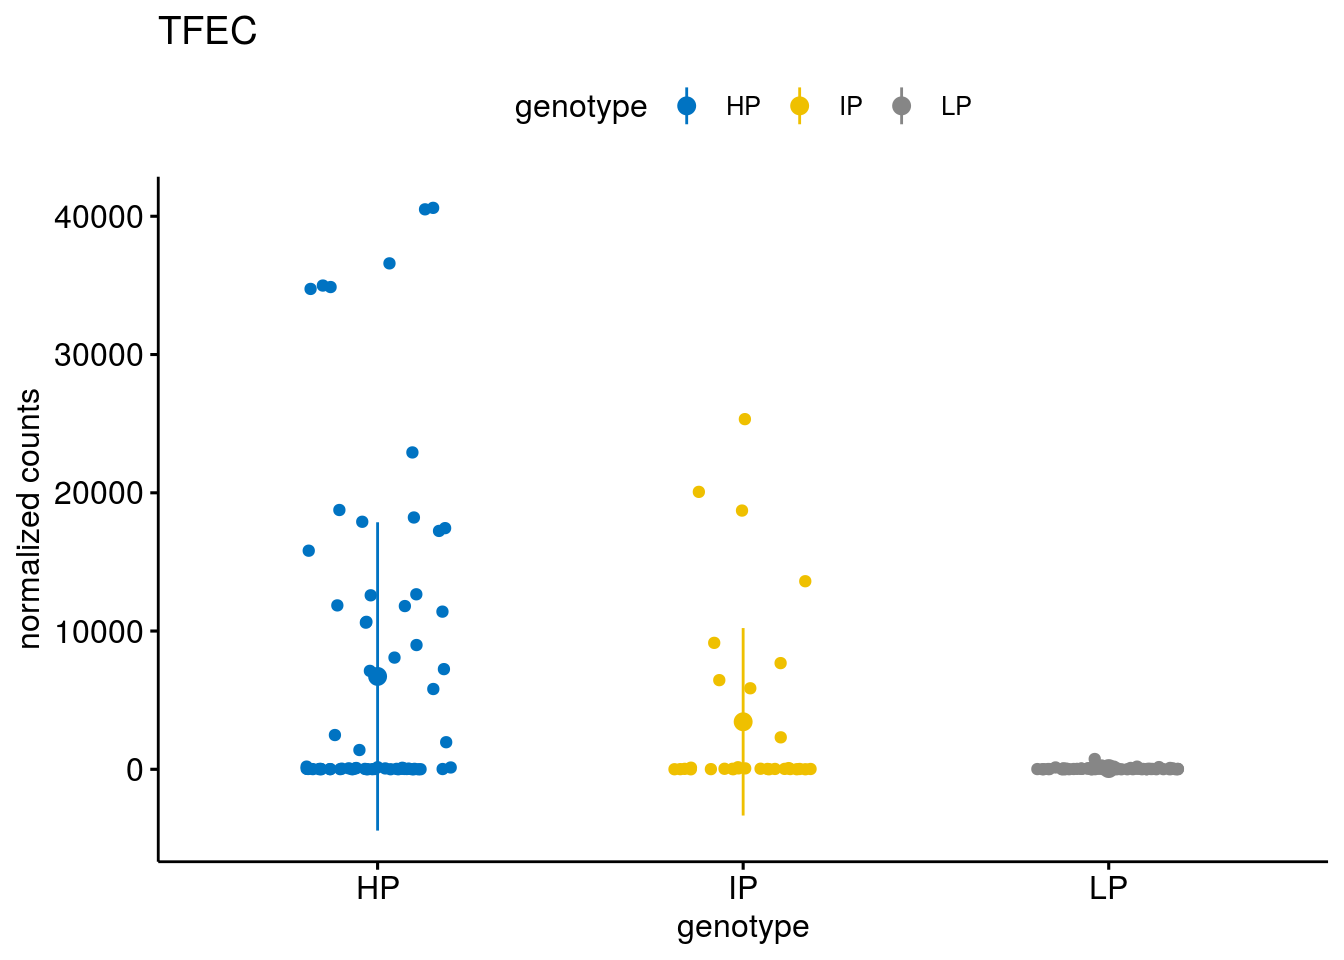 TFEC
genotype HP IP LP
40000
30000
20000
10000
0
normalized counts
HP IP LP
genotype